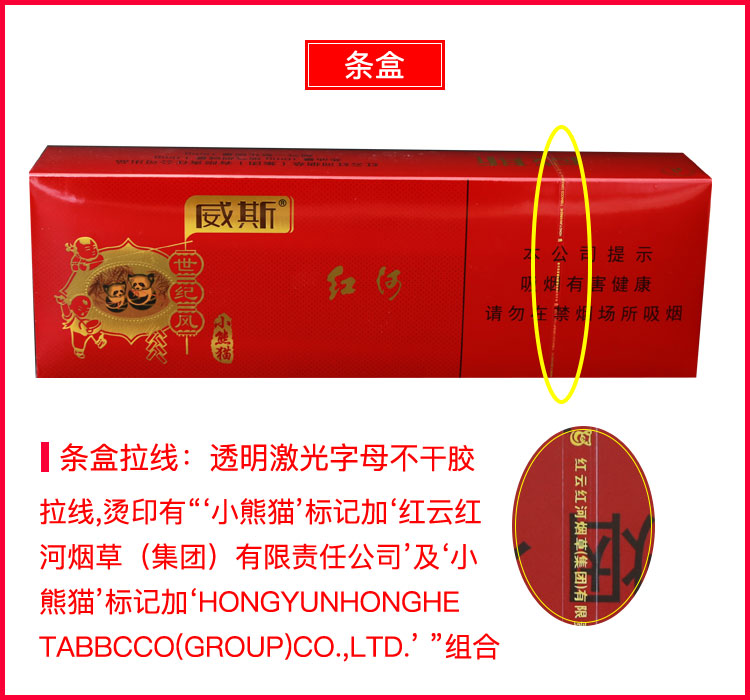 条盒
威斯®
世纪风
小熊猫
红河
本公司提示
吸烟有害健康
请勿在禁烟场所吸烟
条盒拉线：透明激光字母不干胶
拉线,烫印有“‘小熊猫’标记加‘红云红
河烟草（集团）有限责任公司’及‘小
熊猫’标记加‘HONGYUNHONGHE
TABBCCO(GROUP)CO.,LTD.’ ”组合
红云红河烟草(集团)有限
烟